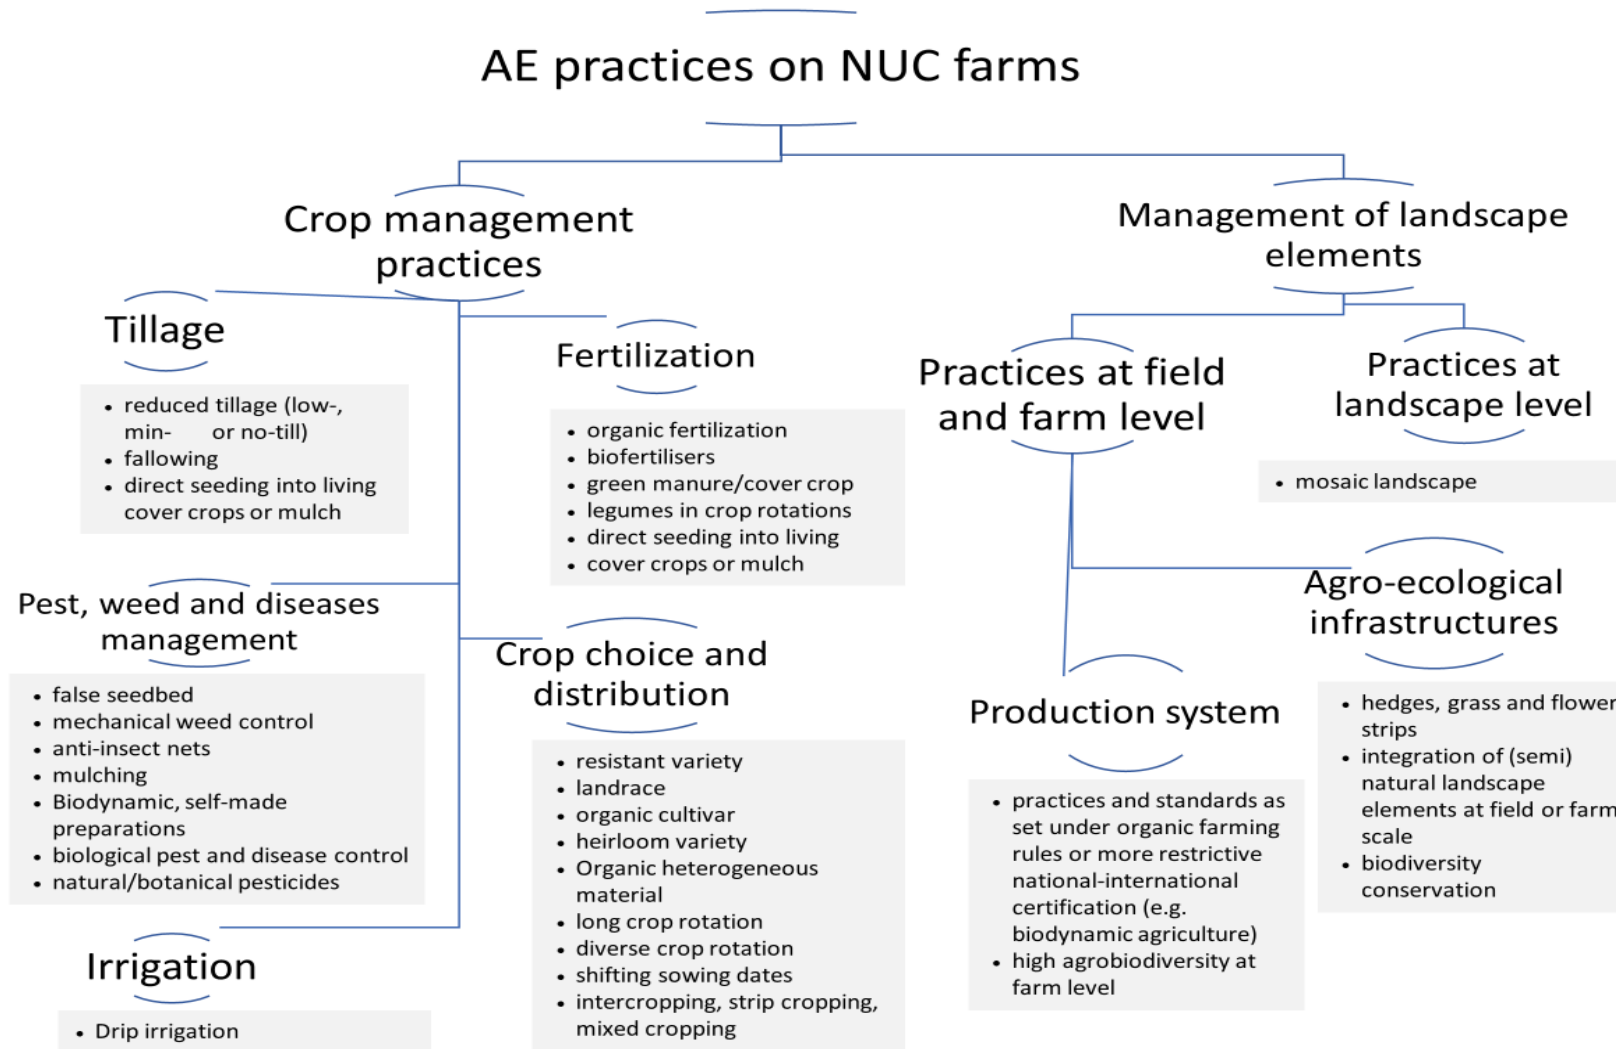 AE practices on NUC farms
Crop management
practices
Tillage
• reduced tillage (low-,
min- or no-till)
• fallowing
• direct seeding into living
cover crops or mulch
Fertilization
• organic fertilization
• biofertilisers
• green manure/cover crop
• legumes in crop rotations
• direct seeding into living
• cover crops or mulch
Pest, weed and diseases
management
• false seedbed
• mechanical weed control
• anti-insect nets
• mulching
• Biodynamic, self-made
preparations
• biological pest and disease control
• natural/botanical pesticides
Crop choice and
distribution
• resistant variety
• landrace
• organic cultivar
• heirloom variety
• Organic heterogeneous
material
• long crop rotation
• diverse crop rotation
• shifting sowing dates
• intercropping, strip cropping,
mixed cropping
Irrigation
• Drip irrigation
Management of landscape
elements
Practices at field
and farm level
Practices at
landscape level
• mosaic landscape
Production system
• practices and standards as
set under organic farming
rules or more restrictive
national-international
certification (e.g.
biodynamic agriculture)
• high agrobiodiversity at
farm level
Agro-ecological
infrastructures
• hedges, grass and flower
strips
• integration of (semi)
natural landscape
elements at field or farm
scale
• biodiversity
conservation